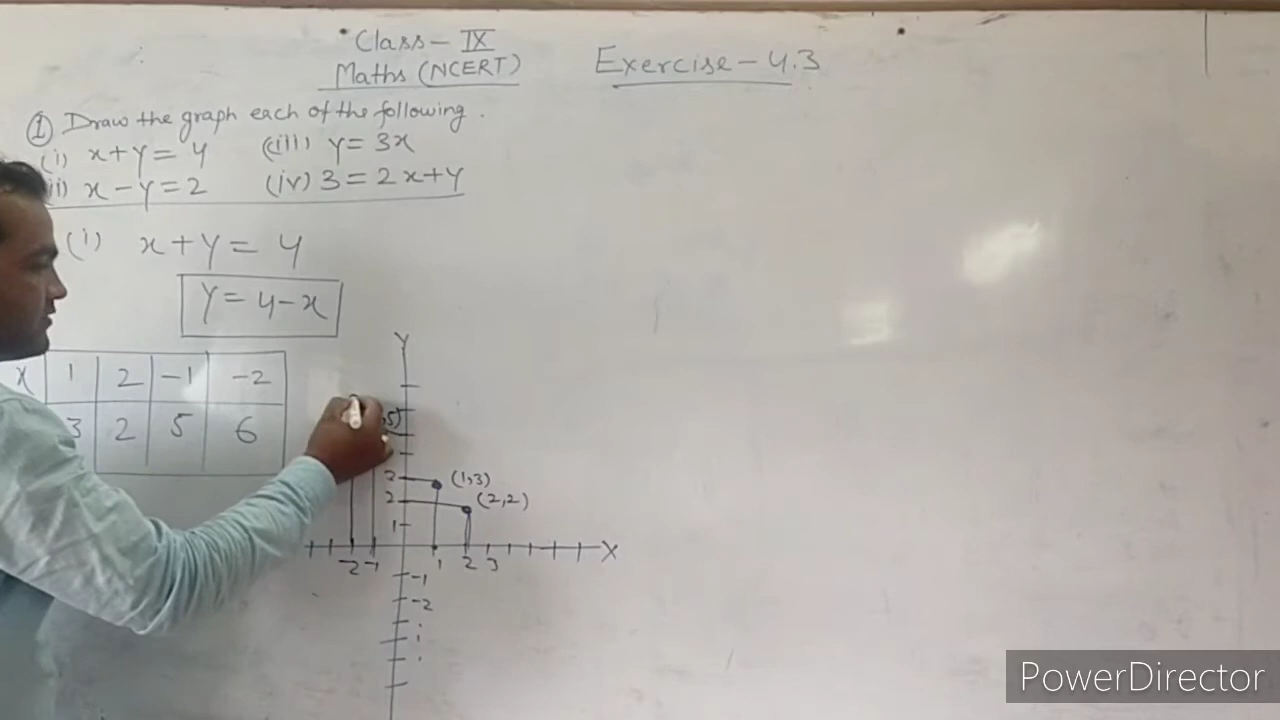 Class - IX
Maths (NCERT)
Exercise - 4.3
① Draw the graph each of the following.
(i) x+y= 4 (iii) y= 3x
ii) x - y = 2 (iv) 3 = 2x+y
(i) x + y = 4
y = 4 - x
x 1 2 -1 -2
3 2 5 6
Y
,5)
3 (1,3)
2 (2,2)
1
X
-2 -1 1 2 3
-1
-2
PowerDirector